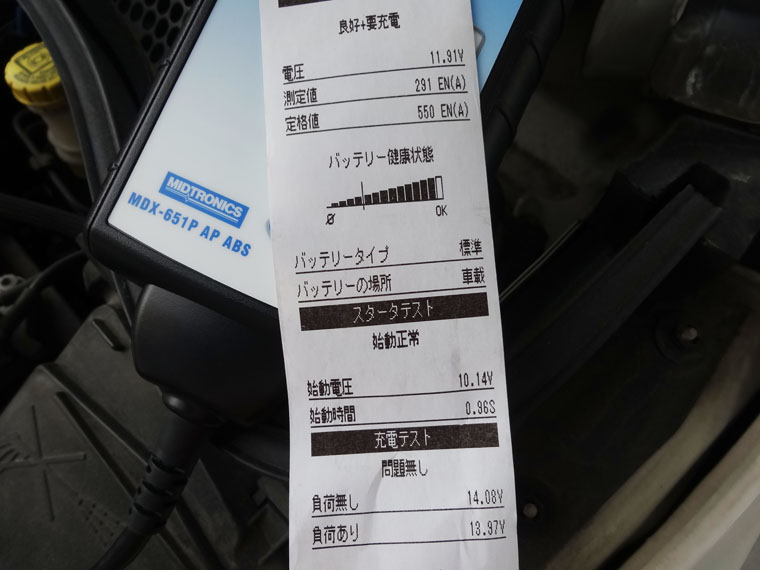 良好+要充電
電圧 11.91V
測定値 291 EN(A)
定格値 550 EN(A)
バッテリー健康状態
Ø OK
バッテリータイプ 標準
バッテリーの場所 車載
スタータテスト
始動正常
始動電圧 10.14V
始動時間 0.96S
充電テスト
問題無し
負荷無し 14.08V
負荷あり 13.97V
MIDTRONICS
MDX-651P AP ABS